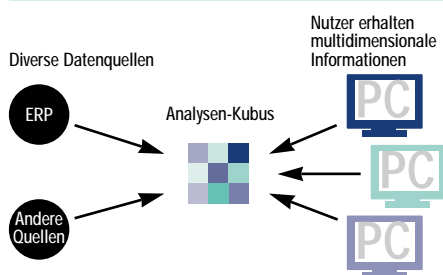 Diverse Datenquellen
ERP
Andere
Quellen
Analysen-Kubus
Nutzer erhalten
multidimensionale
Informationen
PC
PC
PC